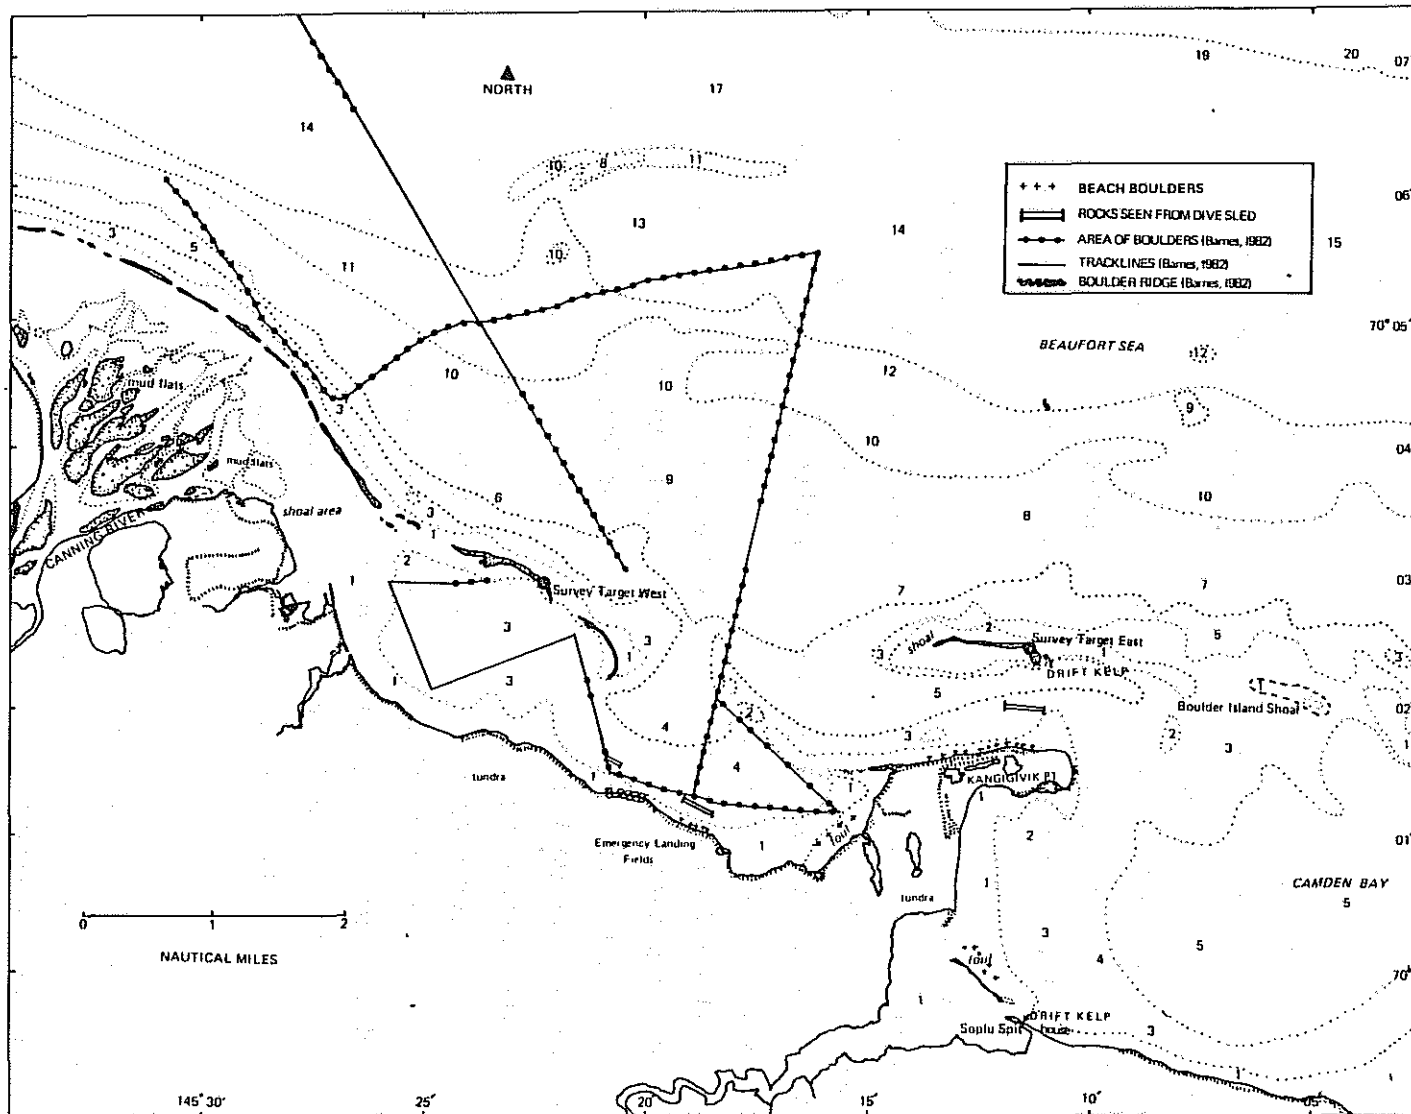 19
20
07'
17
NORTH
14
10
8
11
+ + + BEACH BOULDERS
ROCKS SEEN FROM DIVE SLED
AREA OF BOULDERS (Barnes, 1982)
TRACKLINES (Barnes, 1982)
BOULDER RIDGE (Barnes, 1982)
06'
3
5
13
14
15
11
10
70° 05'
BEAUFORT SEA
12
mud flats
10
10
12
9
3
10
04'
mud flats
9
6
10
shoal area
3
8
CANNING RIVER
1
2
1
7
7
03'
Survey Target West
3
3
2
5
shoal
Survey Target East
3
1
3
1
DRIFT KELP
1
3
5
Boulder Island Shoal
3
02'
4
2
3
2
3
1
tundra
1
4
1
KANGIGIVIK PT
1
foul
2
01'
Emergency Landing
Fields
1
tundra
1
CAMDEN BAY
5
0
1
2
3
5
NAUTICAL MILES
foul
4
70°
1
DRIFT KELP
Soplu Spit
house
3
1
145° 30'
25'
20'
15'
10'
05'